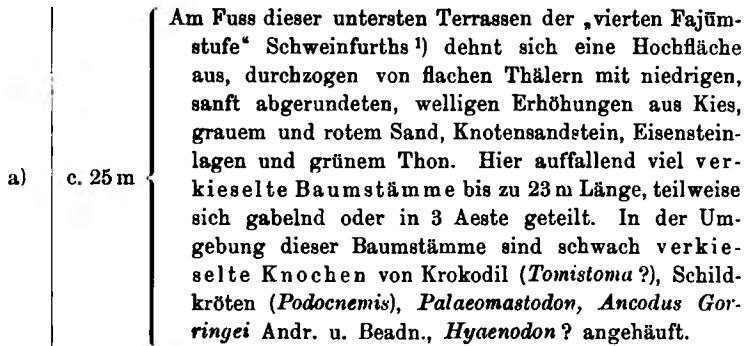 Am Fuss dieser untersten Terrassen der „vierten Fajūm-
stufe“ Schweinfurths ¹) dehnt sich eine Hochfläche
aus, durchzogen von flachen Thälern mit niedrigen,
sanft abgerundeten, welligen Erhöhungen aus Kies,
grauem und rotem Sand, Knotensandstein, Eisenstein-
lagen und grünem Thon. Hier auffallend viel ver-
a) c. 25 m kieselte Baumstämme bis zu 23 m Länge, teilweise
sich gabelnd oder in 3 Aeste geteilt. In der Um-
gebung dieser Baumstämme sind schwach verkie-
selte Knochen von Krokodil (Tomistoma ?), Schild-
kröten (Podocnemis), Palaeomastodon, Ancodus Gor-
ringei Andr. u. Beadn., Hyaenodon ? angehäuft.